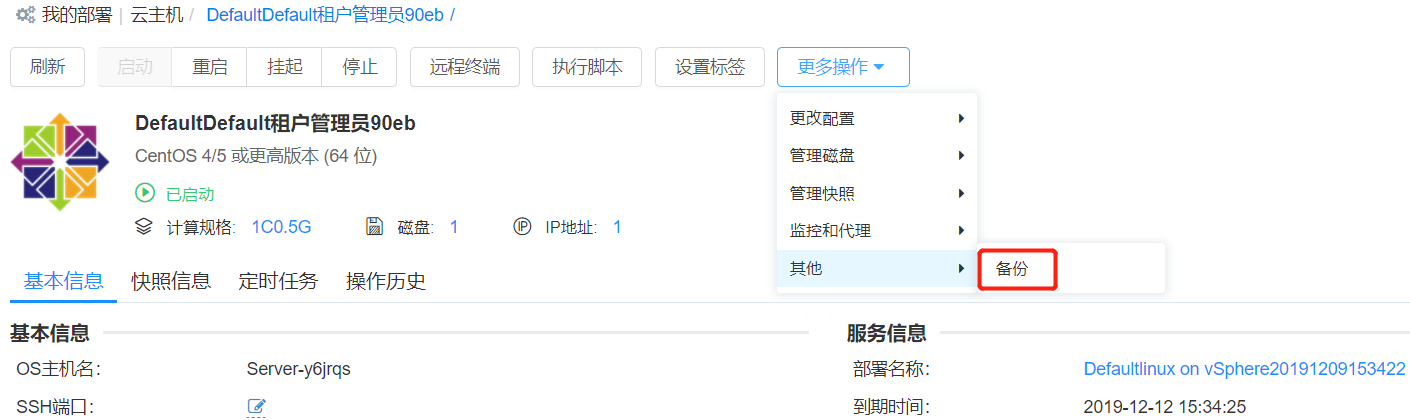 我的部署 | 云主机 / DefaultDefault租户管理员90eb /
刷新 启动 重启 挂起 停止 远程终端 执行脚本 设置标签 更多操作
DefaultDefault租户管理员90eb
CentOS 4/5 或更高版本 (64 位)
已启动
计算规格: 1C0.5G 磁盘: 1 IP IP地址: 1
更改配置
管理磁盘
管理快照
监控和代理
其他 备份
基本信息 快照信息 定时任务 操作历史
基本信息
OS主机名: Server-y6jrqs
SSH端口:
服务信息
部署名称: Defaultlinux on vSphere20191209153422
到期时间: 2019-12-12 15:34:25